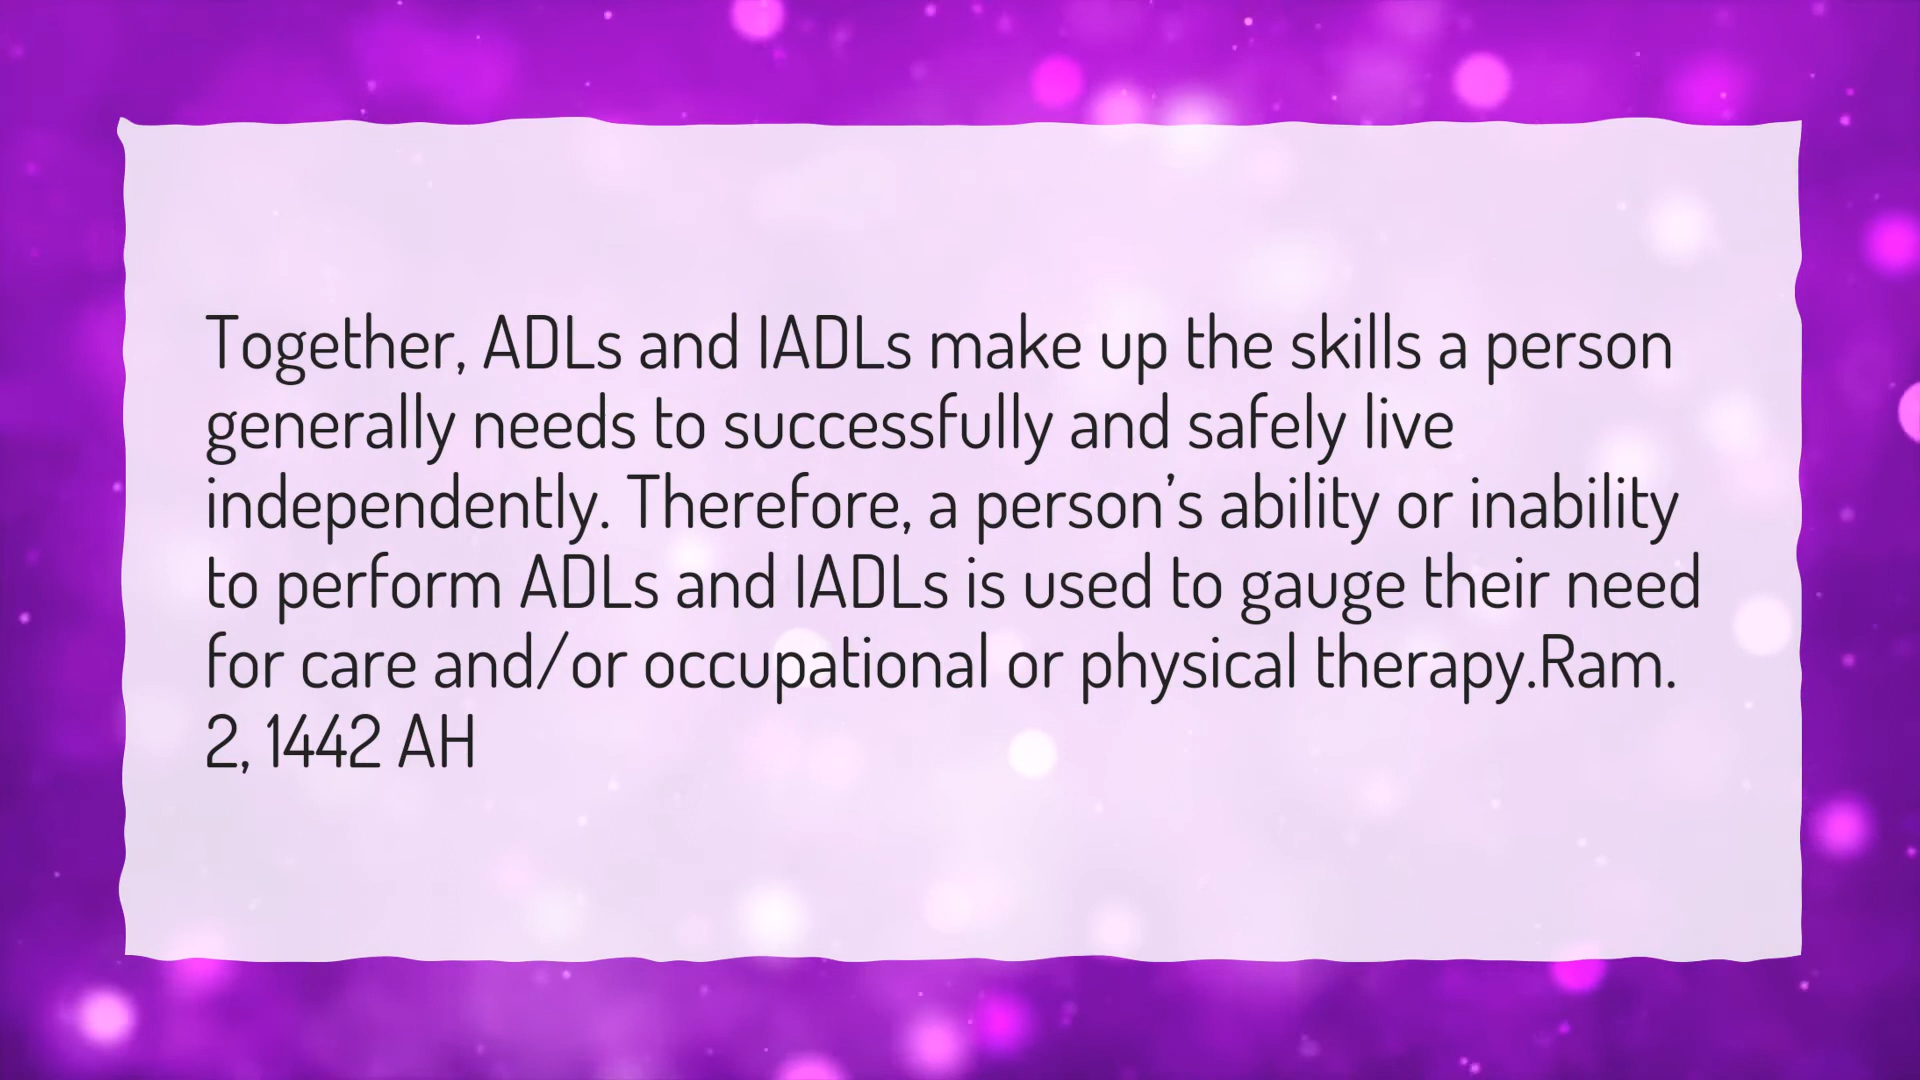 Together, ADLs and IADLs make up the skills a person
generally needs to successfully and safely live
independently. Therefore, a person’s ability or inability
to perform ADLs and IADLs is used to gauge their need
for care and/or occupational or physical therapy.Ram.
2, 1442 AH